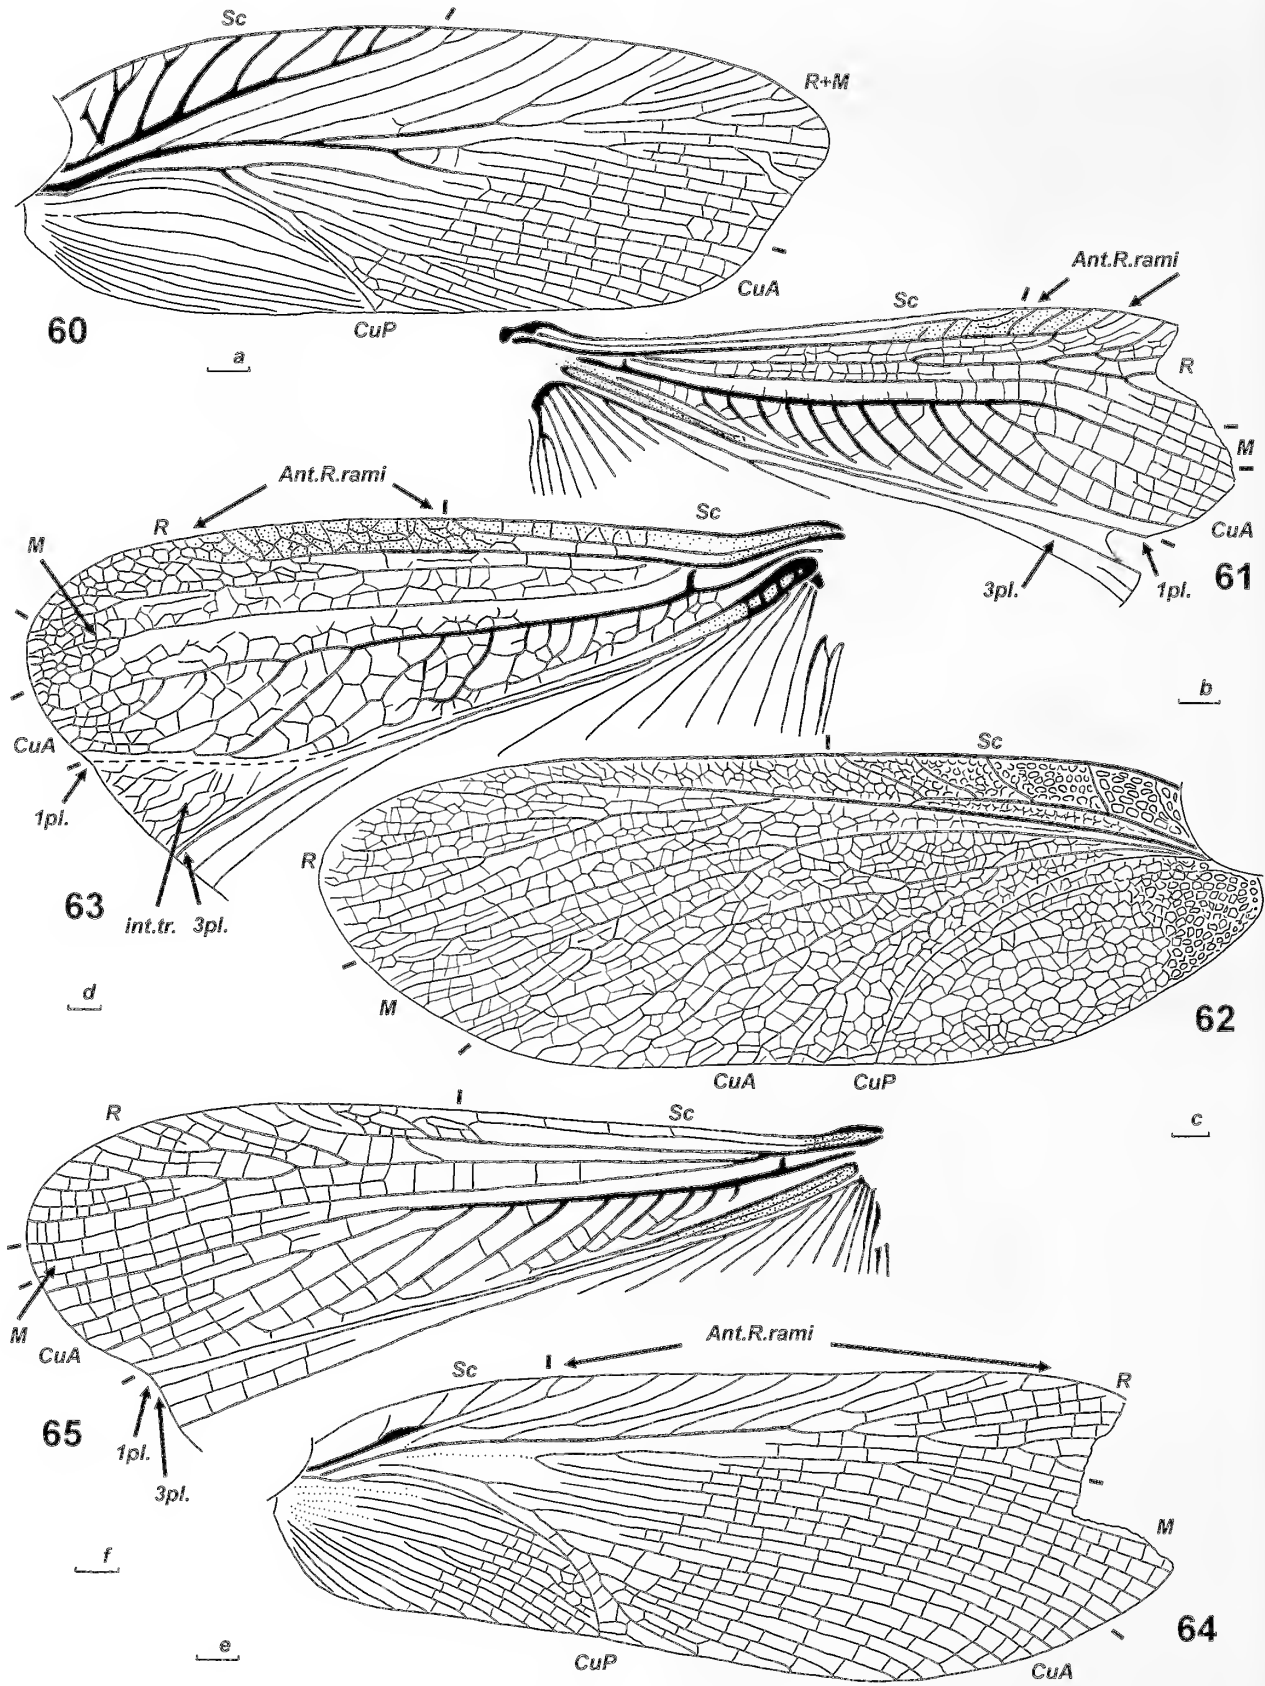 Sc
R+M
CuA
60
CuP
a
Ant.R.rami
Sc
R
M
CuA
61
3pl.
1pl.
b
Ant.R.rami
R
Sc
M
CuA
1pl.
63
int.tr. 3pl.
d
Sc
R
M
62
CuA CuP
c
R
Sc
M
CuA
65
1pl.
3pl.
f
Ant.R.rami
Sc
R
M
64
e
CuP
CuA